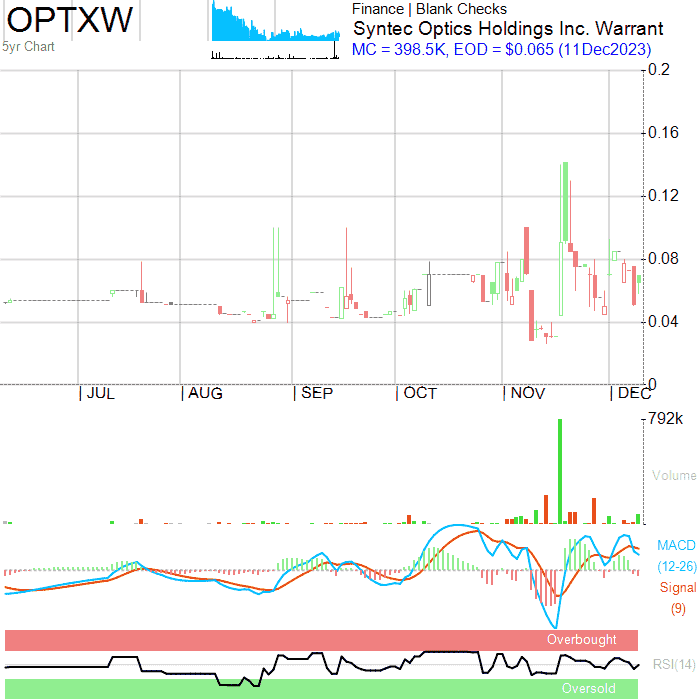 OPTXW
5yr Chart
Finance | Blank Checks
Syntec Optics Holdings Inc. Warrant
MC = 398.5K, EOD = $0.065 (11Dec2023)
0.2
0.16
0.12
0.08
0.04
0
JUL AUG SEP OCT NOV DEC
792k
Volume
MACD
(12-26)
Signal
(9)
Overbought
RSI(14)
Oversold